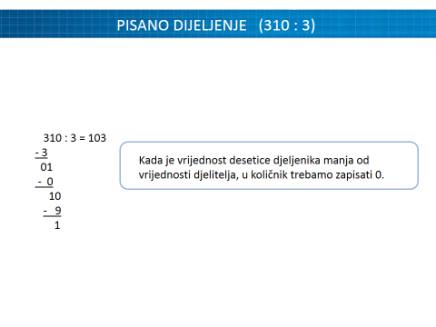 PISANO DIJELJENJE (310 : 3)
310 : 3 = 103
- 3
01
- 0
10
- 9
1
Kada je vrijednost desetice djeljenika manja od
vrijednosti djelitelja, u količnik trebamo zapisati 0.